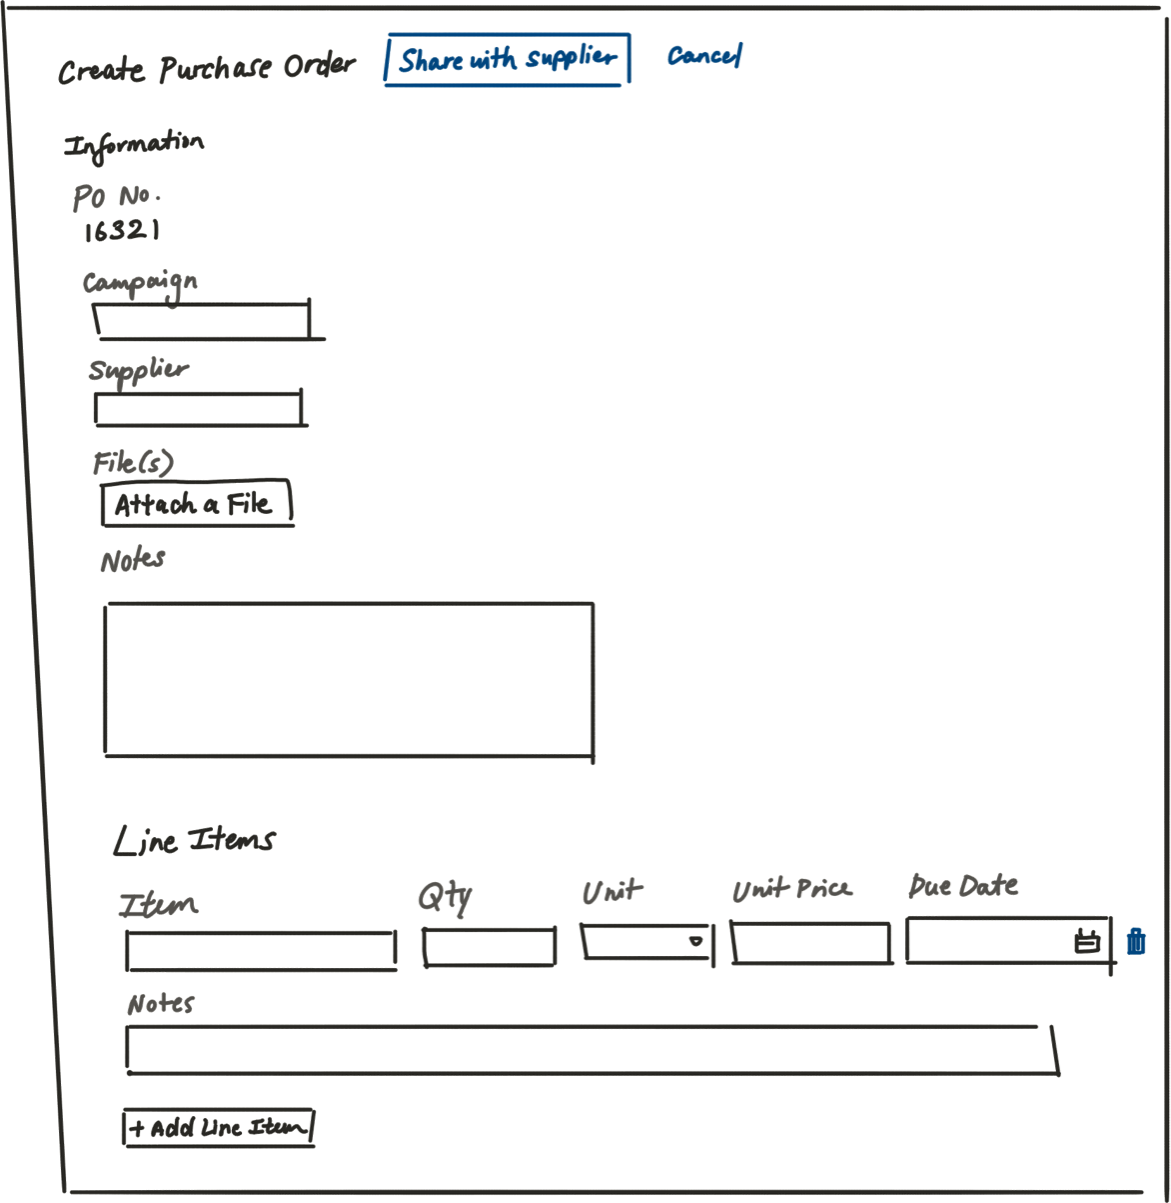 Create Purchase Order Share with supplier Cancel
Information
PO No.
16321
Campaign
Supplier
File(s)
Attach a File
Notes
Line Items
Item Qty Unit Unit Price Due Date
Notes
+ Add Line Item